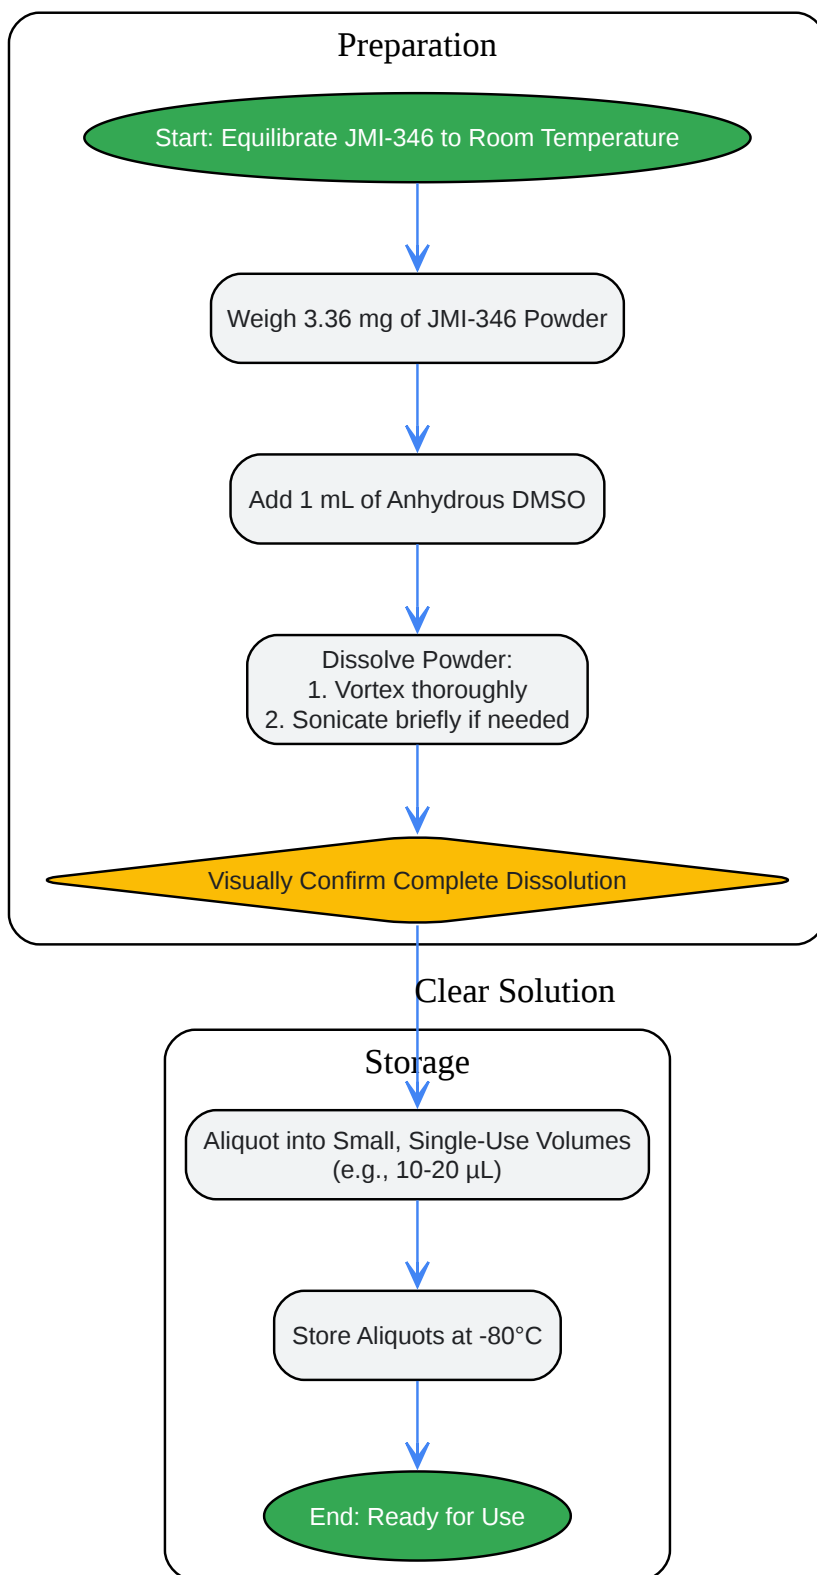 Preparation
Start: Equilibrate JMI-346 to Room Temperature
Weigh 3.36 mg of JMI-346 Powder
Add 1 mL of Anhydrous DMSO
Dissolve Powder:
1. Vortex thoroughly
2. Sonicate briefly if needed
Visually Confirm Complete Dissolution
Clear Solution
Storage
Aliquot into Small, Single-Use Volumes
(e.g., 10-20 µL)
Store Aliquots at -80°C
End: Ready for Use